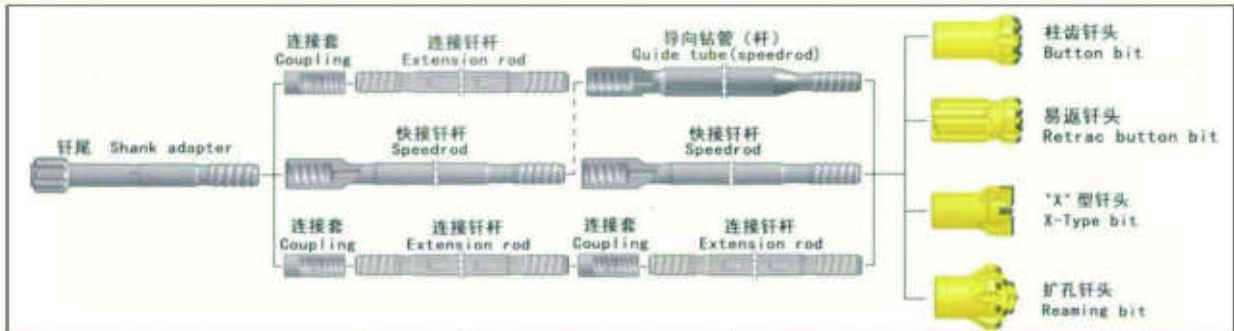 连接套
Coupling
连接钎杆
Extension rod
导向钻管（杆）
Guide tube(speedrod)
柱齿钎头
Button bit
易返钎头
Retrac button bit
钎尾 Shank adapter
快接钎杆
Speedrod
快接钎杆
Speedrod
"X"型钎头
X-Type bit
连接套
Coupling
连接钎杆
Extension rod
连接套
Coupling
连接钎杆
Extension rod
扩孔钎头
Reaming bit